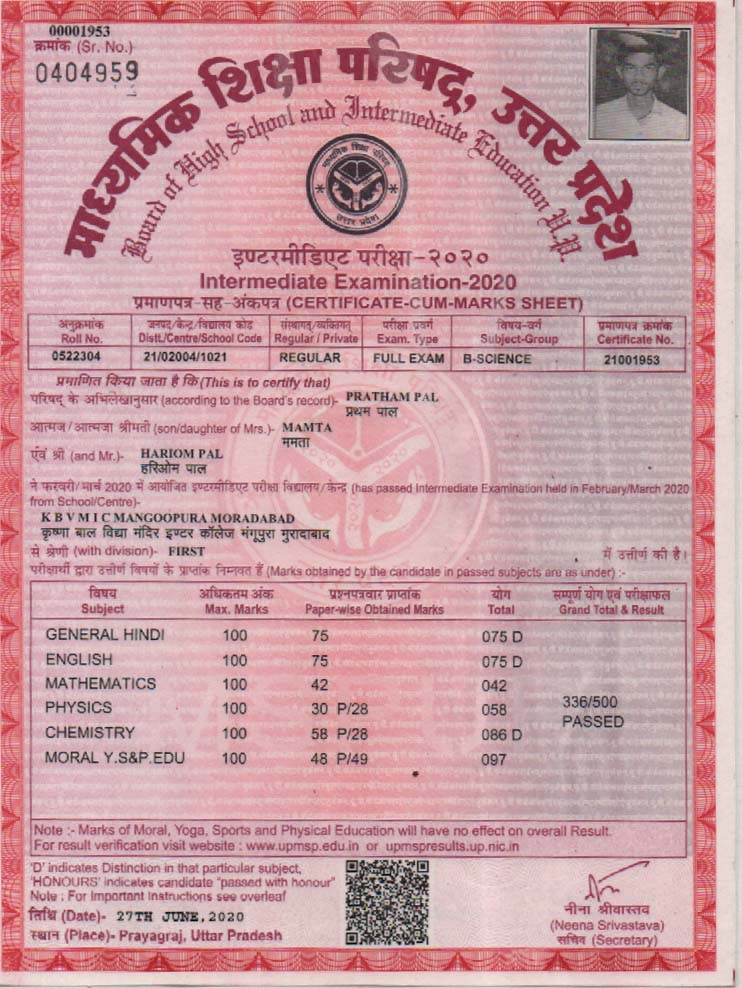 00001953
क्रमांक (Sr. No.)
0404959
माध्यमिक शिक्षा परिषद्, उत्तर प्रदेश
Board of High School and Intermediate Education U.P.
माध्यमिक शिक्षा परिषद
उत्तर प्रदेश
इण्टरमीडिएट परीक्षा-२०२०
Intermediate Examination-2020
प्रमाणपत्र-सह-अंकपत्र (CERTIFICATE-CUM-MARKS SHEET)
अनुक्रमांक जनपद/केन्द्र/विद्यालय कोड संस्थागत/व्यक्तिगत परीक्षा प्रवर्ग विषय-वर्ग प्रमाणपत्र क्रमांक
Roll No. Distt./Centre/School Code Regular / Private Exam. Type Subject-Group Certificate No.
0522304 21/02004/1021 REGULAR FULL EXAM B-SCIENCE 21001953
प्रमाणित किया जाता है कि (This is to certify that)
परिषद् के अभिलेखानुसार (according to the Board's record)- PRATHAM PAL
प्रथम पाल
आत्मज/आत्मजा श्रीमती (son/daughter of Mrs.)- MAMTA
ममता
एंव श्री (and Mr.)- HARIOM PAL
हरिओम पाल
ने फरवरी/मार्च 2020 में आयोजित इण्टरमीडिएट परीक्षा विद्यालय/केन्द्र (has passed Intermediate Examination held in February/March 2020
from School/Centre)-
K B V M I C MANGOOPURA MORADABAD
कृष्णा बाल विद्या मंदिर इण्टर कॉलेज मंगूपुरा मुरादाबाद
से श्रेणी (with division)- FIRST में उत्तीर्ण की है।
परीक्षार्थी द्वारा उत्तीर्ण विषयों के प्राप्तांक निम्नवत हैं (Marks obtained by the candidate in passed subjects are as under) :-
विषय अधिकतम अंक प्रश्नपत्रवार प्राप्तांक योग सम्पूर्ण योग एवं परीक्षाफल
Subject Max. Marks Paper-wise Obtained Marks Total Grand Total & Result
GENERAL HINDI 100 75 075 D
ENGLISH 100 75 075 D
MATHEMATICS 100 42 042
PHYSICS 100 30 P/28 058 336/500
CHEMISTRY 100 58 P/28 086 D PASSED
MORAL Y.S&P.EDU 100 48 P/49 097
Note :- Marks of Moral, Yoga, Sports and Physical Education will have no effect on overall Result.
For result verification visit website : www.upmsp.edu.in or upmspresults.up.nic.in
'D' indicates Distinction in that particular subject,
'HONOURS' indicates candidate "passed with honour"
Note : For Important Instructions see overleaf
तिथि (Date)- 27TH JUNE, 2020
स्थान (Place)- Prayagraj, Uttar Pradesh
नीना श्रीवास्तव
(Neena Srivastava)
सचिव (Secretary)